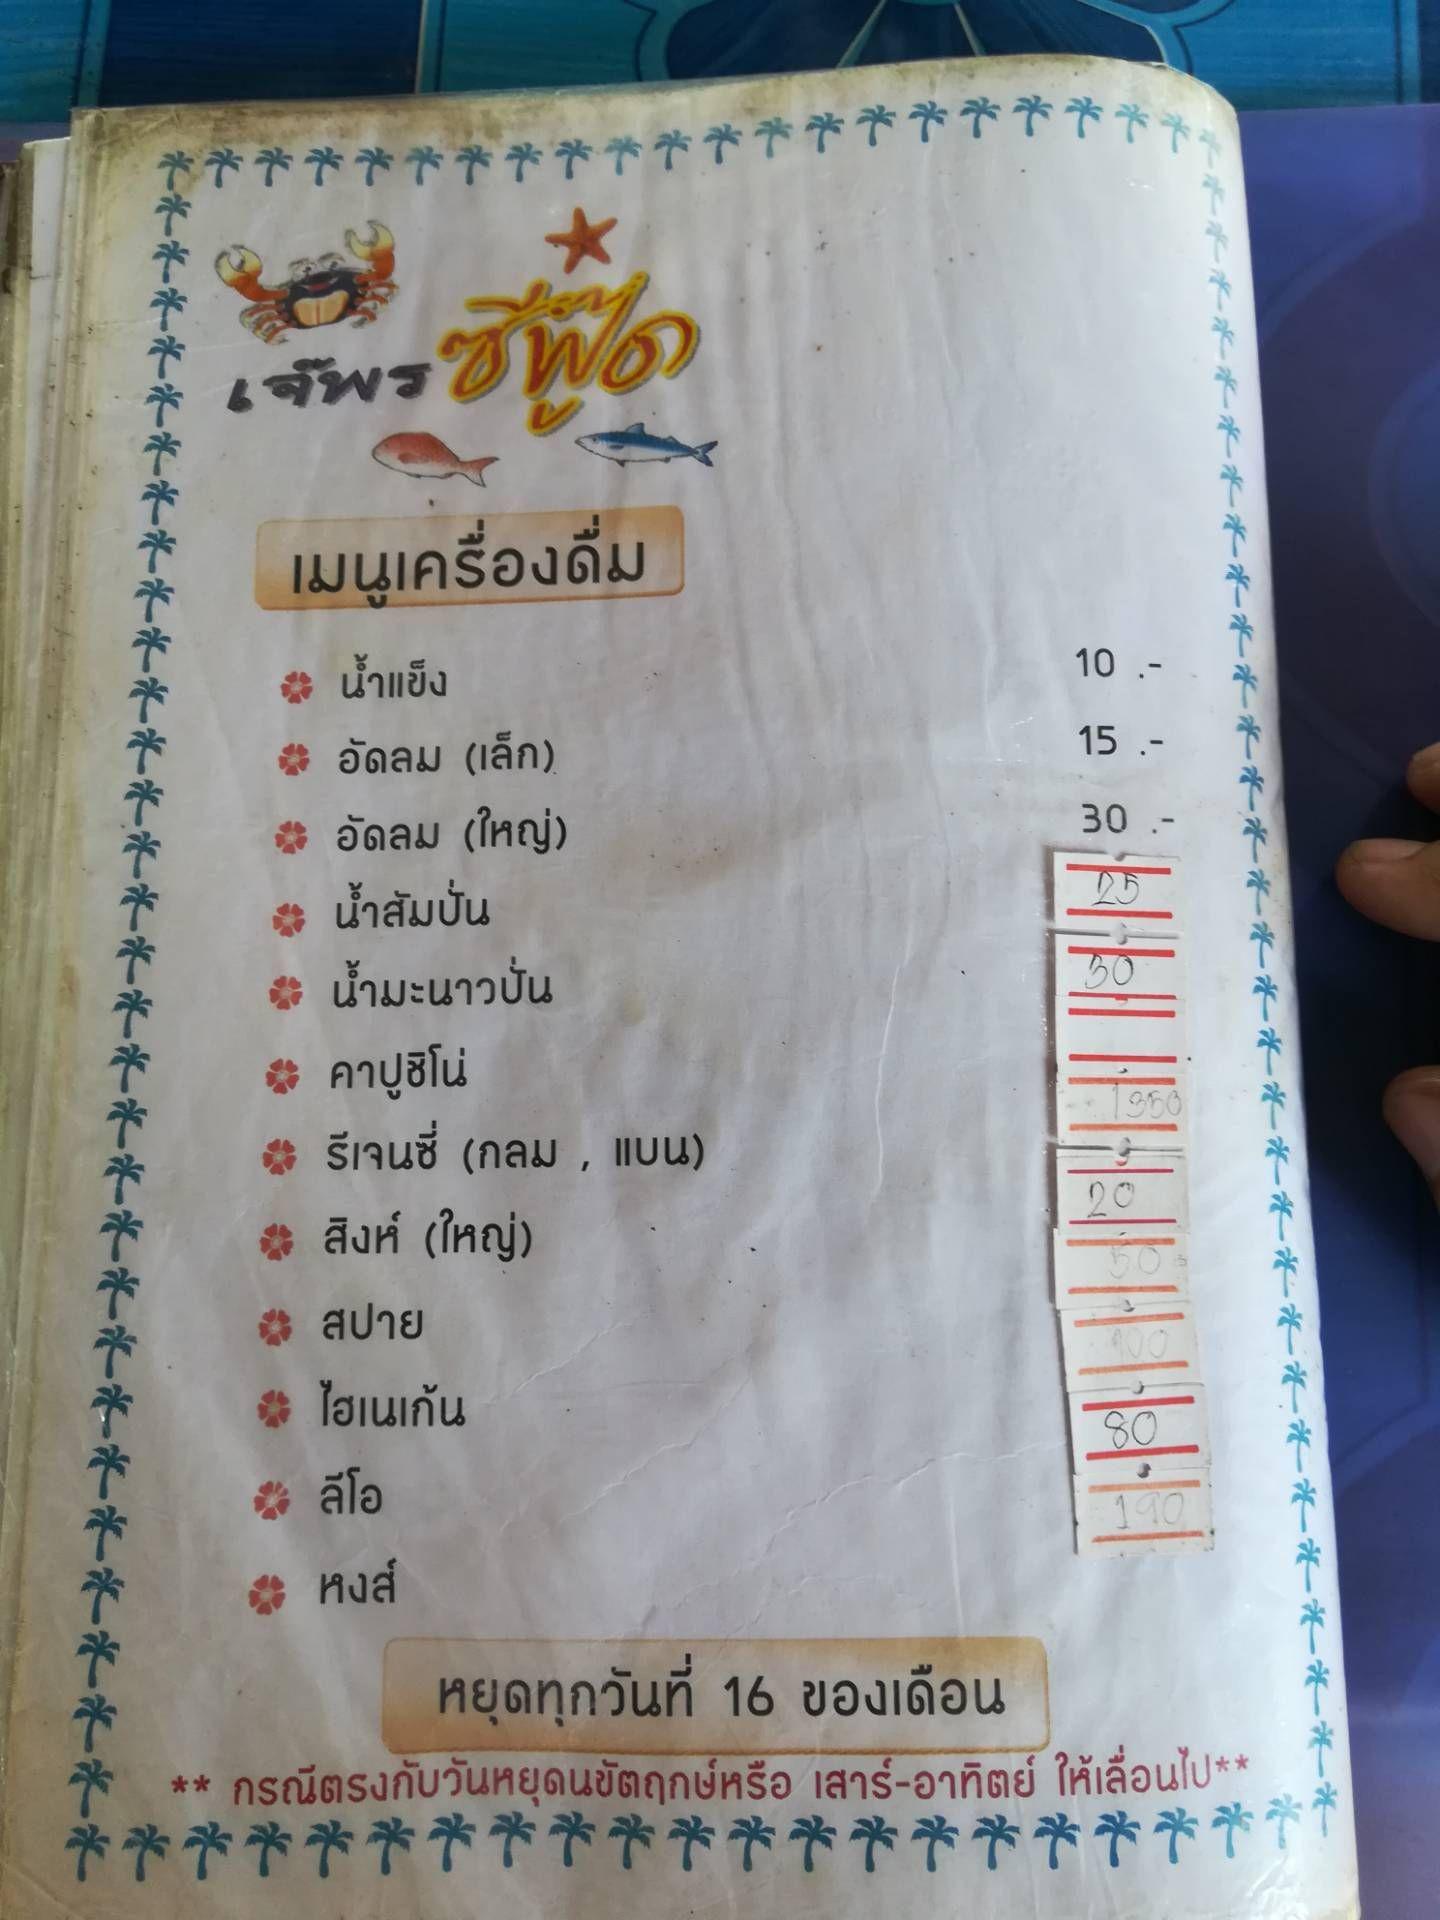 เจ๊พร ซีฟู๊ด
เมนูเครื่องดื่ม
น้ำแข็ง 10 .-
อัดลม (เล็ก) 15 .-
อัดลม (ใหญ่) 30 .-
น้ำส้มปั่น 25
น้ำมะนาวปั่น 30
คาปูชิโน่
รีเจนซี่ (กลม , แบน) 1350
สิงห์ (ใหญ่) 20
สปาย 50
ไฮเนเก้น 100
ลีโอ 80
หงส์ 190
หยุดทุกวันที่ 16 ของเดือน
** กรณีตรงกับวันหยุดนขัตฤกษ์หรือ เสาร์-อาทิตย์ ให้เลื่อนไป**